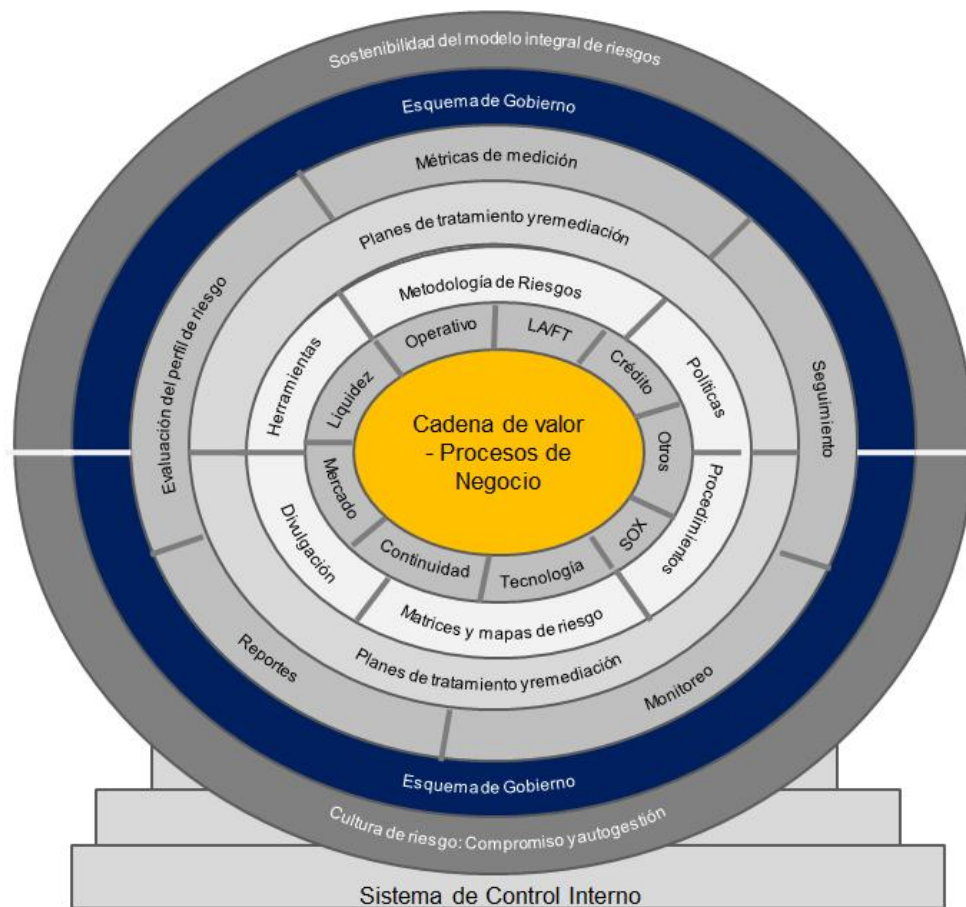 Sostenibilidad del modelo integral de riesgos
Esquema de Gobierno
Métricas de medición
Planes de tratamiento y remediación
Metodología de Riesgos
Operativo
LA/FT
Crédito
Otros
SOX
Tecnología
Continuidad
Mercado
Liquidez
Herramientas
Políticas
Procedimientos
Matrices y mapas de riesgo
Divulgación
Evaluación del perfil de riesgo
Seguimiento
Monitoreo
Reportes
Cadena de valor
- Procesos de
Negocio
Planes de tratamiento y remediación
Esquema de Gobierno
Cultura de riesgo: Compromiso y autogestión
Sistema de Control Interno